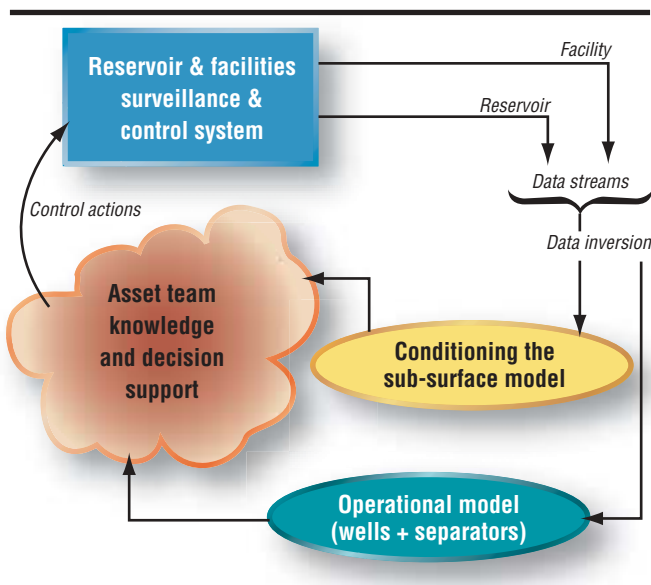 Reservoir & facilities
surveillance &
control system
Facility
Reservoir
Data streams
Data inversion
Control actions
Asset team
knowledge
and decision
support
Conditioning the
sub-surface model
Operational model
(wells + separators)